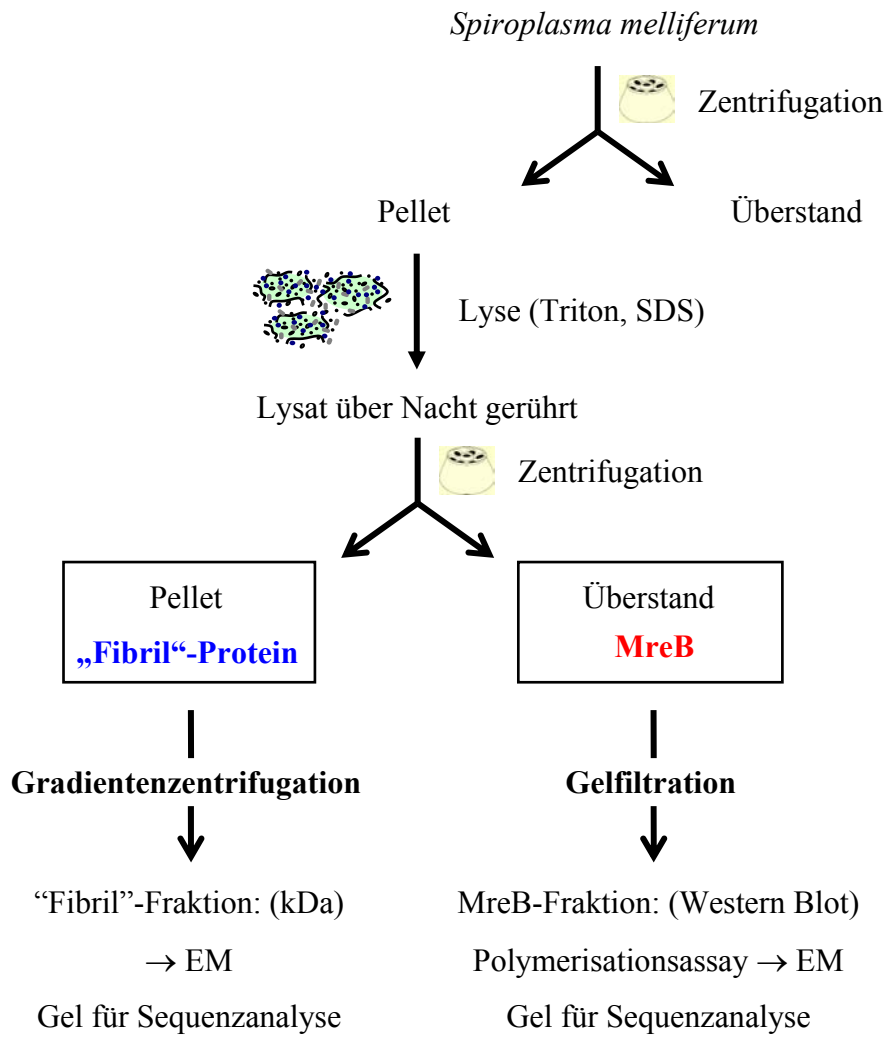 Spiroplasma melliferum
Zentrifugation
Pellet
Überstand
Lyse (Triton, SDS)
Lysat über Nacht gerührt
Zentrifugation
Pellet
„Fibril“-Protein
Überstand
MreB
Gradientenzentrifugation
Gelfiltration
“Fibril”-Fraktion: (kDa)
→ EM
Gel für Sequenzanalyse
MreB-Fraktion: (Western Blot)
Polymerisationsassay → EM
Gel für Sequenzanalyse